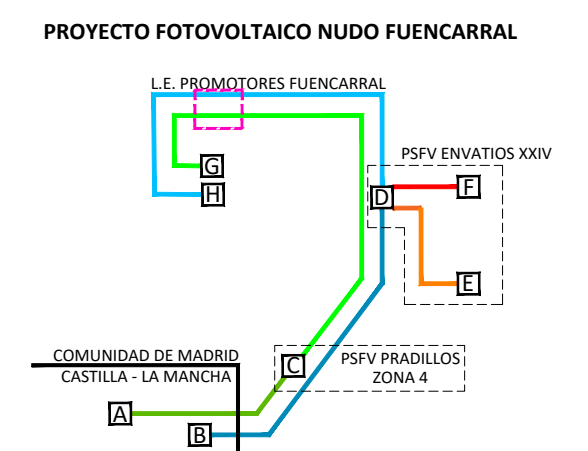 PROYECTO FOTOVOLTAICO NUDO FUENCARRAL
L.E. PROMOTORES FUENCARRAL
PSFV ENVATIOS XXIV
G
F
H
D
E
COMUNIDAD DE MADRID
CASTILLA - LA MANCHA
C
PSFV PRADILLOS
ZONA 4
A
B